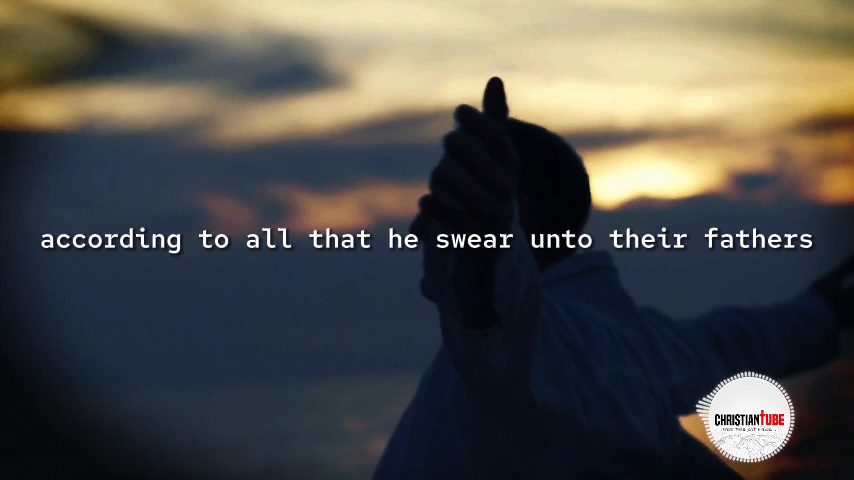 according to all that he swear unto their fathers
CHRISTIANTUBE